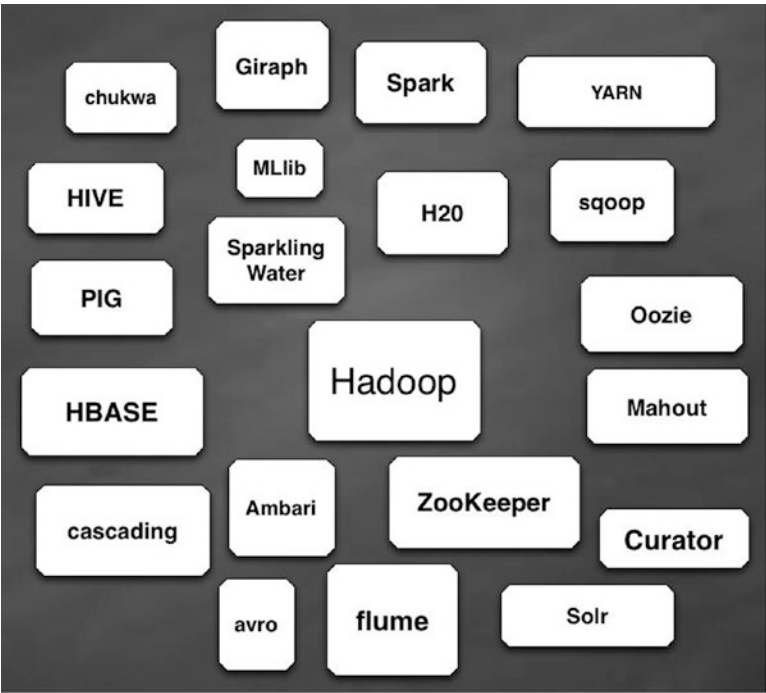 Giraph
Spark
YARN
chukwa
MLlib
HIVE
H20
sqoop
Sparkling
Water
PIG
Oozie
Hadoop
HBASE
Mahout
Ambari
ZooKeeper
cascading
Curator
avro
flume
Solr